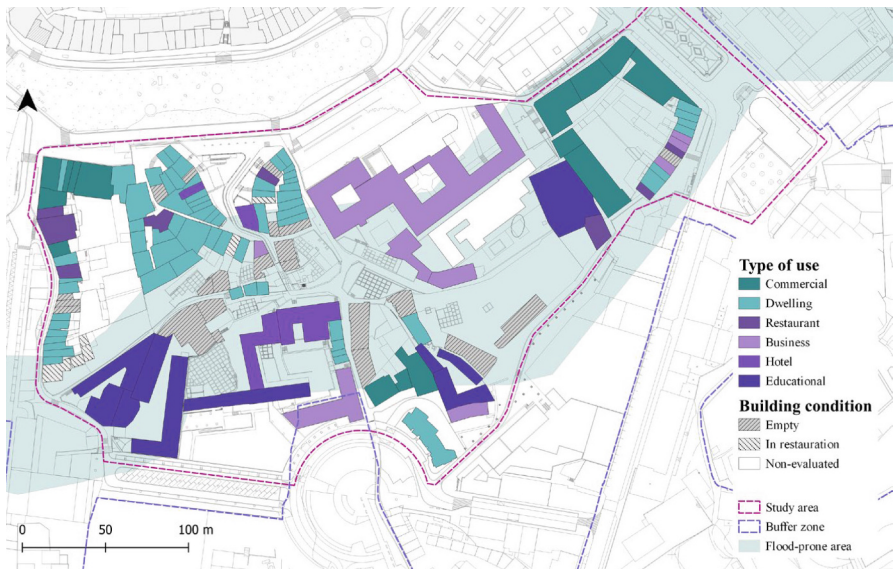 Type of use
Commercial
Dwelling
Restaurant
Business
Hotel
Educational
Building condition
Empty
In restauration
Non-evaluated
Study area
Buffer zone
Flood-prone area
0 50 100 m